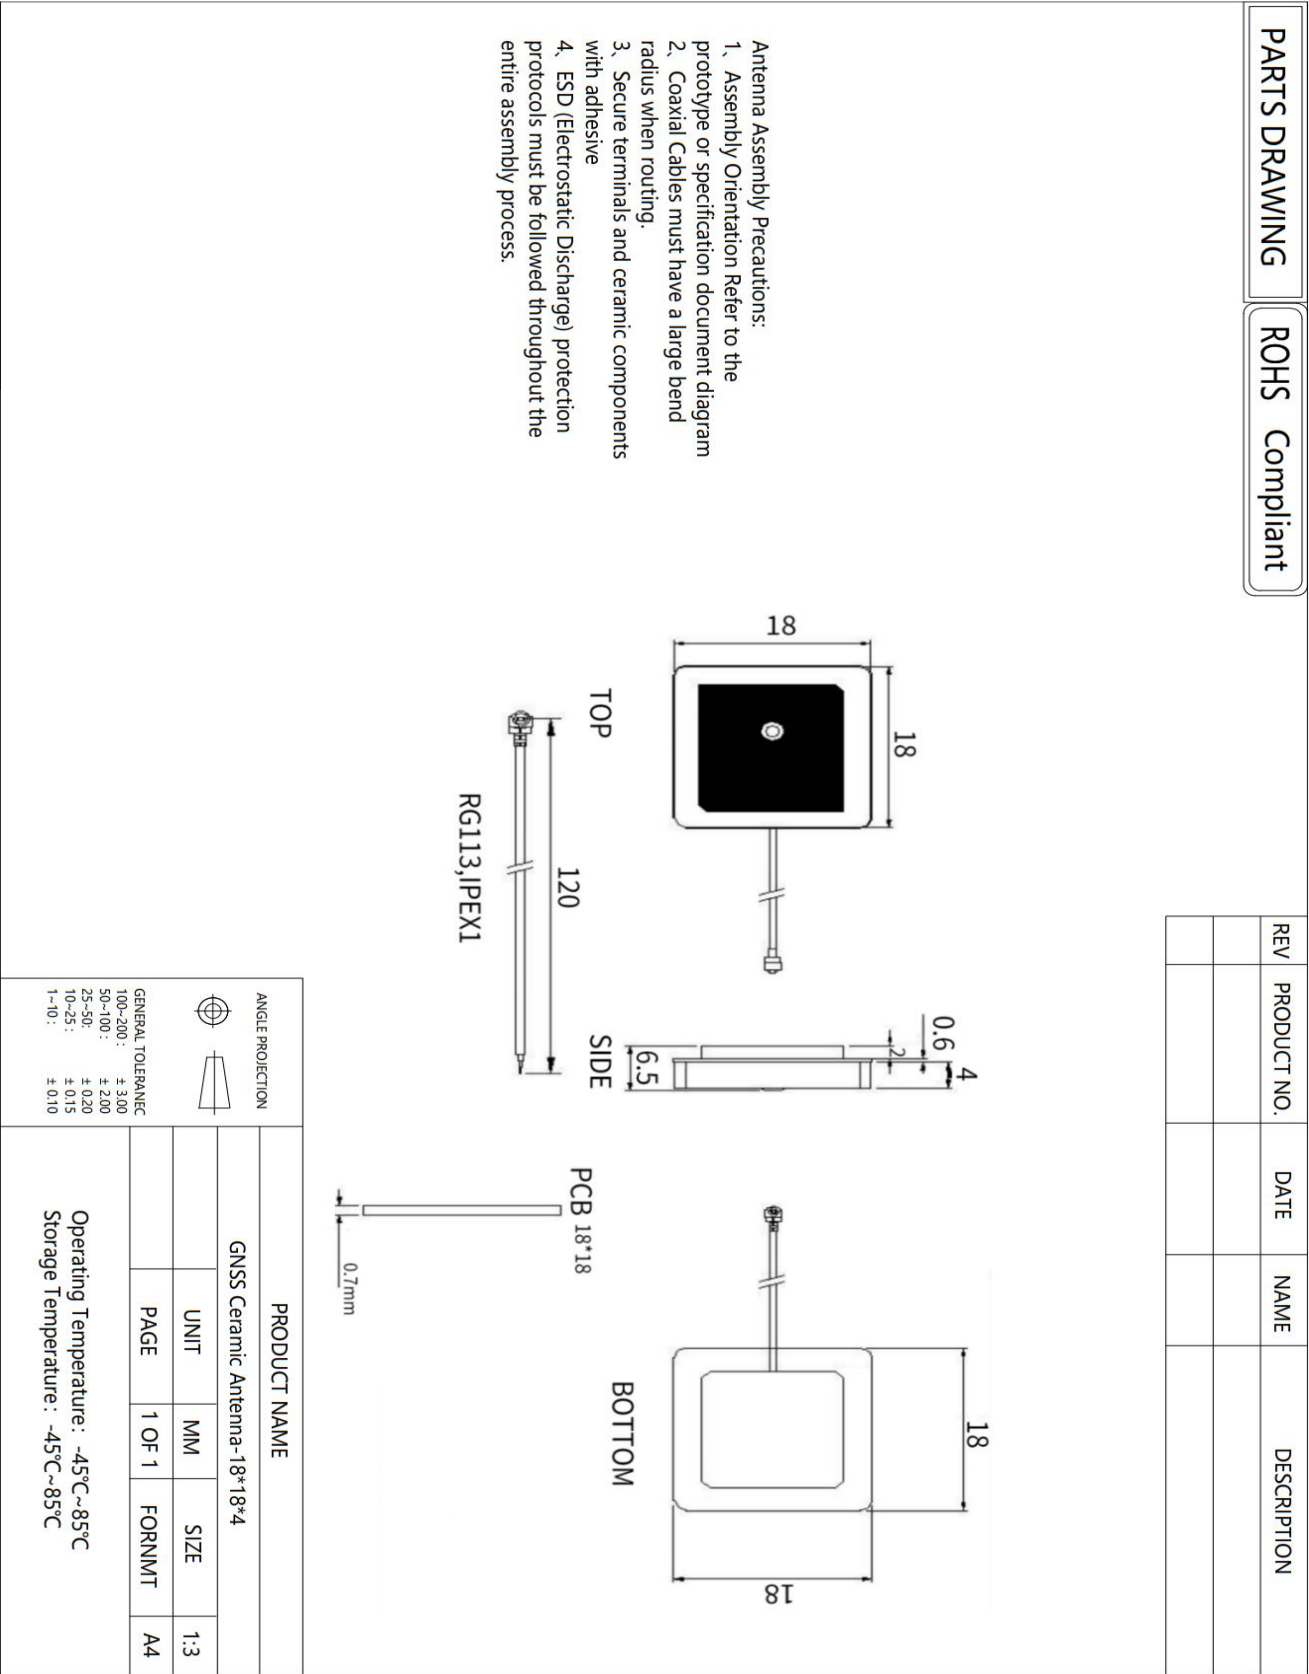 PARTS DRAWING
ROHS Compliant
REV PRODUCT NO. DATE NAME DESCRIPTION
Antenna Assembly Precautions:
1、Assembly Orientation Refer to the
prototype or specification document diagram
2、Coaxial Cables must have a large bend
radius when routing.
3、Secure terminals and ceramic components
with adhesive
4、ESD (Electrostatic Discharge) protection
protocols must be followed throughout the
entire assembly process.
18
18
TOP
0.6
4
2
6.5
SIDE
18
18
BOTTOM
120
RG113,IPEX1
PCB 18*18
0.7mm
ANGLE PROJECTION
GENERAL TOLERANEC
100~200 : ± 3.00
50~100 : ± 2.00
25~50: ± 0.20
10~25 : ± 0.15
1~10 : ± 0.10
PRODUCT NAME
GNSS Ceramic Antenna-18*18*4
UNIT MM SIZE 1:3
PAGE 1 OF 1 FORNMT A4
Operating Temperature: -45℃~85℃
Storage Temperature: -45℃~85℃